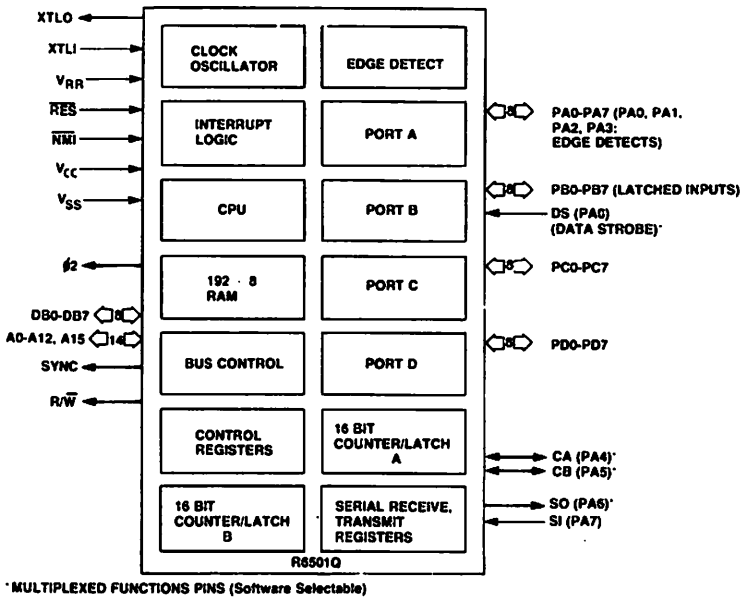 XTLO
XTLI
VRR
RES
NMI
VCC
VSS
ϕ2
DB0-DB7
8
A0-A12, A15
14
SYNC
R/W
CLOCK
OSCILLATOR
EDGE DETECT
INTERRUPT
LOGIC
PORT A
CPU
PORT B
192 · 8
RAM
PORT C
BUS CONTROL
PORT D
CONTROL
REGISTERS
16 BIT
COUNTER/LATCH
A
16 BIT
COUNTER/LATCH
B
SERIAL RECEIVE,
TRANSMIT
REGISTERS
R6501Q
8
PA0-PA7 (PA0, PA1,
PA2, PA3:
EDGE DETECTS)
8
PB0-PB7 (LATCHED INPUTS)
DS (PA0)
(DATA STROBE)*
8
PC0-PC7
8
PD0-PD7
CA (PA4)*
CB (PA5)*
SO (PA6)*
SI (PA7)
*MULTIPLEXED FUNCTIONS PINS (Software Selectable)